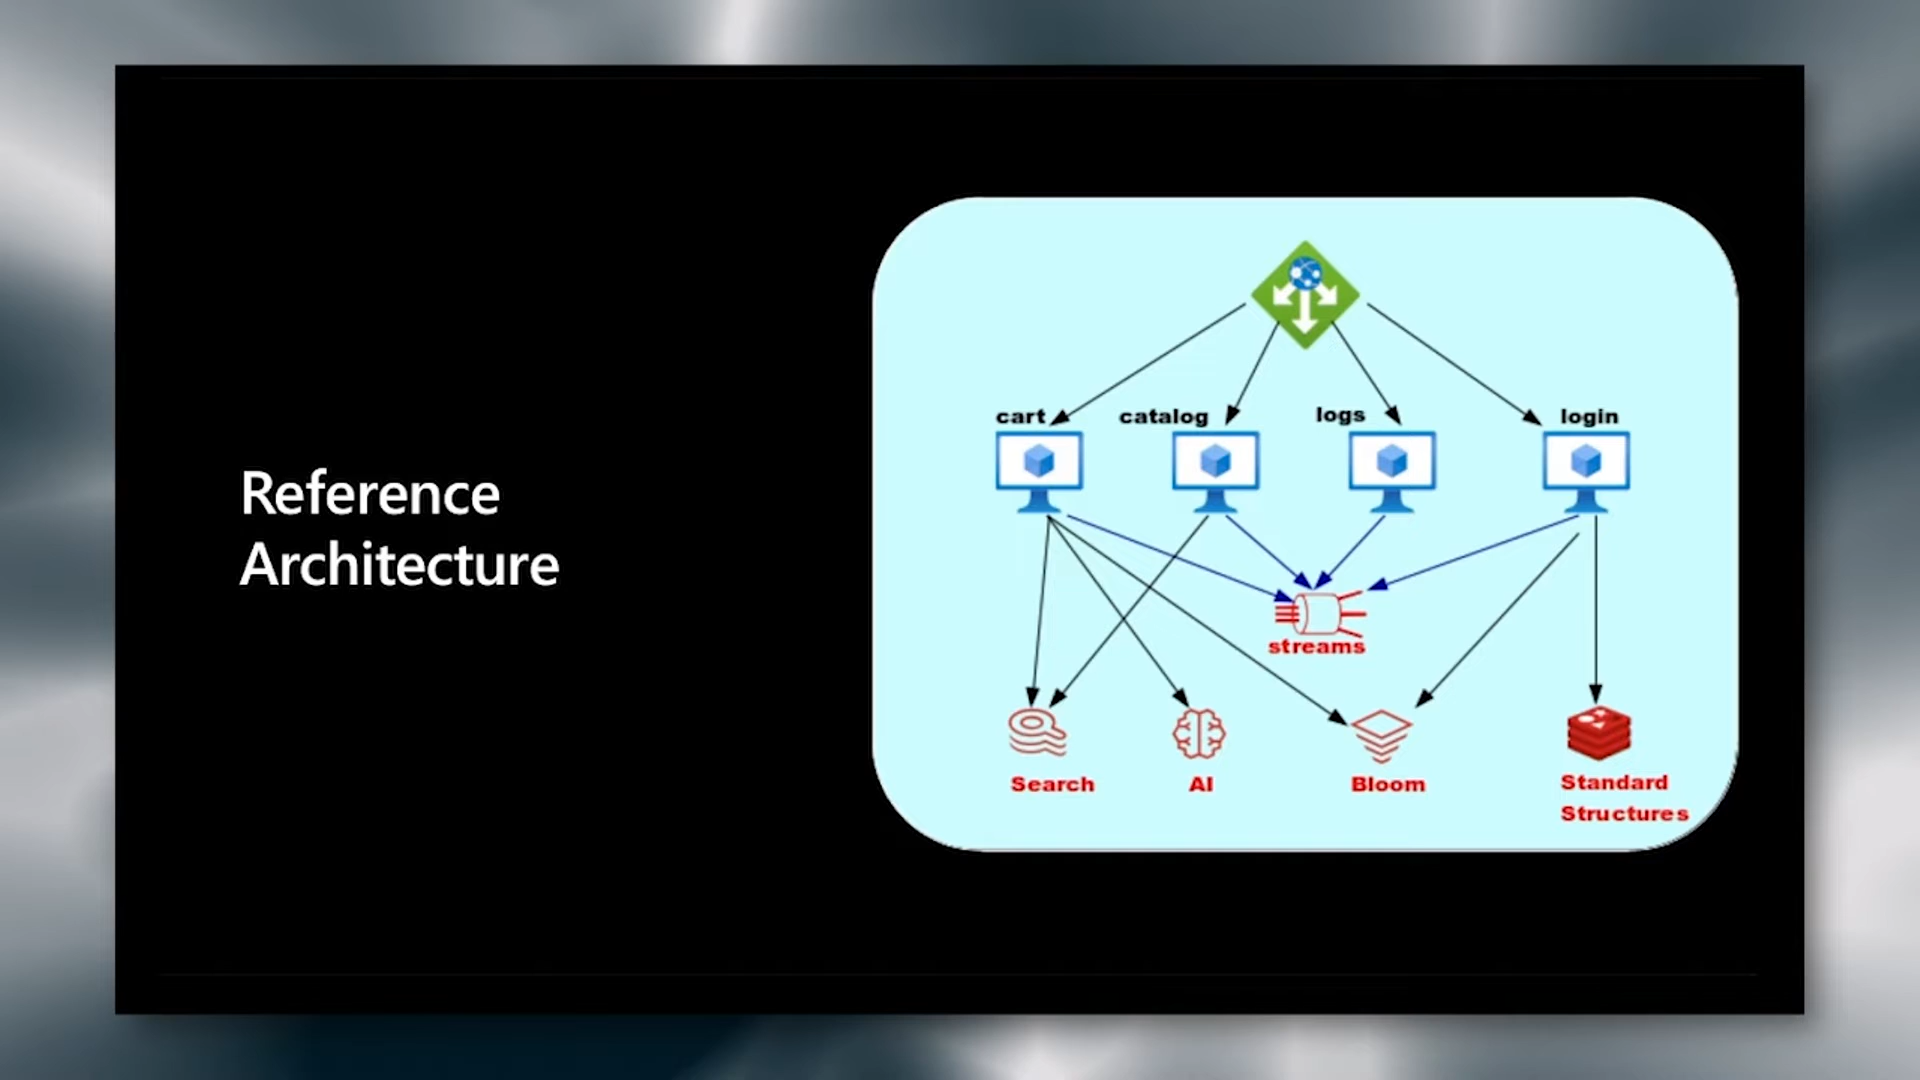 Reference
Architecture
cart
catalog
logs
login
streams
Search
AI
Bloom
Standard
Structures